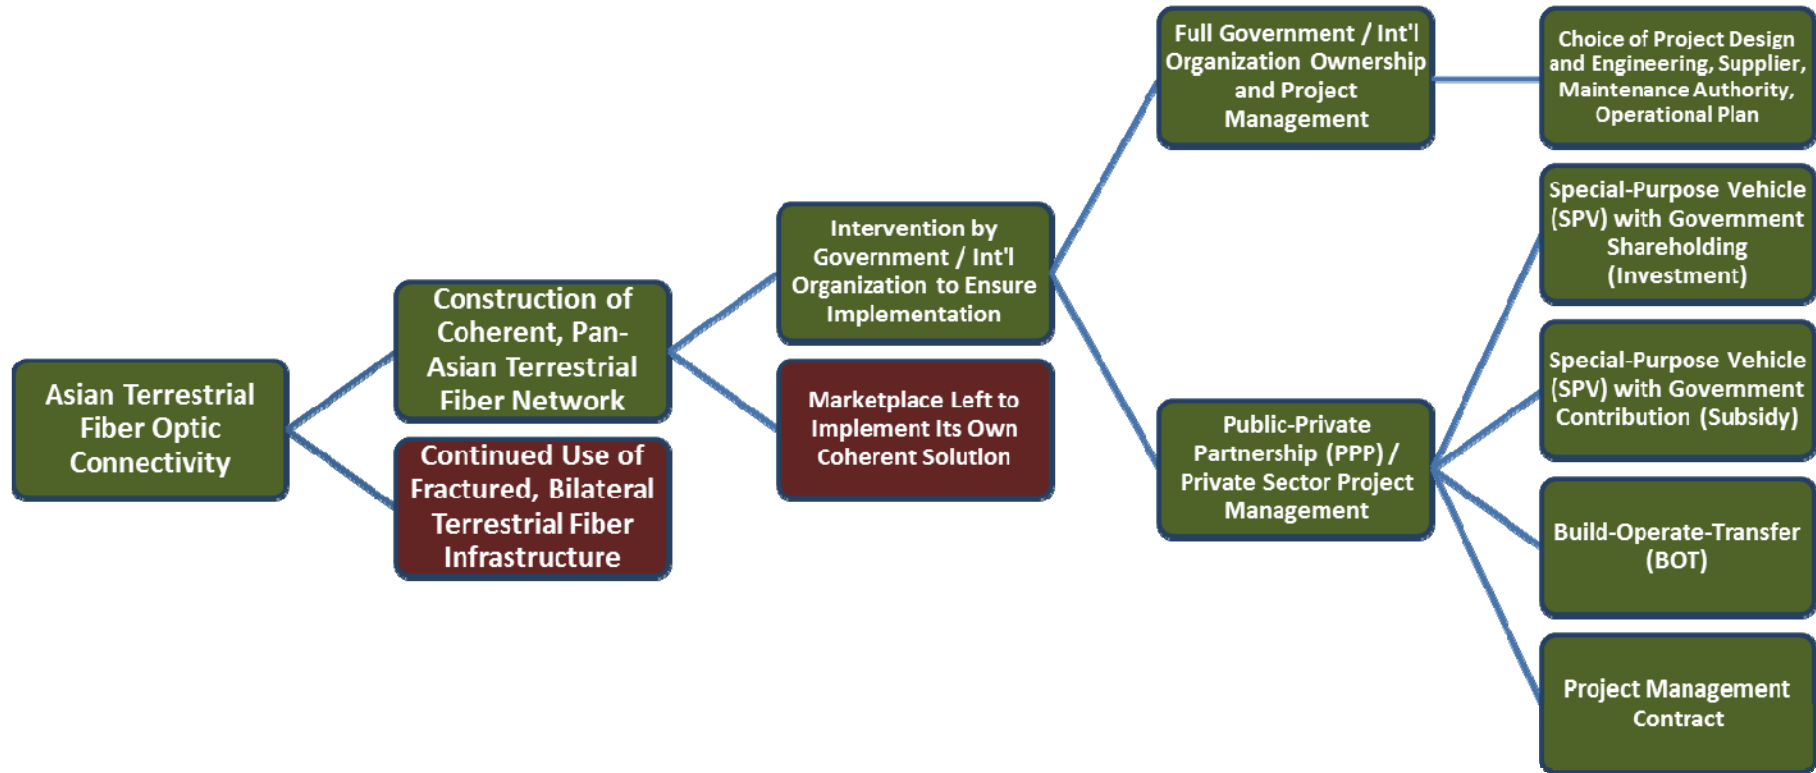 Asian Terrestrial
Fiber Optic
Connectivity
Construction of
Coherent, Pan-
Asian Terrestrial
Fiber Network
Continued Use of
Fractured, Bilateral
Terrestrial Fiber
Infrastructure
Intervention by
Government / Int'l
Organization to Ensure
Implementation
Marketplace Left to
Implement Its Own
Coherent Solution
Full Government / Int'l
Organization Ownership
and Project
Management
Public-Private
Partnership (PPP) /
Private Sector Project
Management
Choice of Project Design
and Engineering, Supplier,
Maintenance Authority,
Operational Plan
Special-Purpose Vehicle
(SPV) with Government
Shareholding
(Investment)
Special-Purpose Vehicle
(SPV) with Government
Contribution (Subsidy)
Build-Operate-Transfer
(BOT)
Project Management
Contract